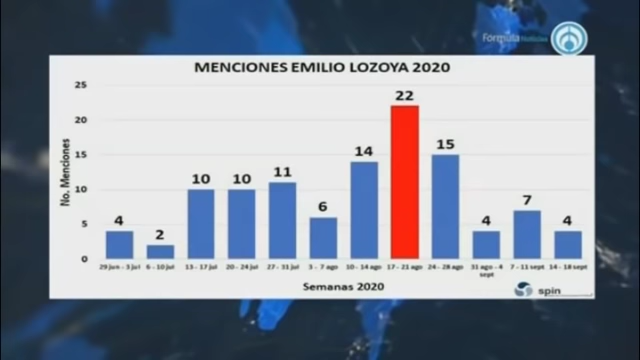 Fórmula Noticias
MENCIONES EMILIO LOZOYA 2020
No. Menciones
25
20
15
10
5
0
4
2
10
10
11
6
14
22
15
4
7
4
29 jun - 3 jul
6 - 10 jul
13 - 17 jul
20 - 24 jul
27 - 31 jul
3 - 7 ago
10 - 14 ago
17 - 21 ago
24 - 28 ago
31 ago - 4 sept
7 - 11 sept
14 - 18 sept
Semanas 2020
spin